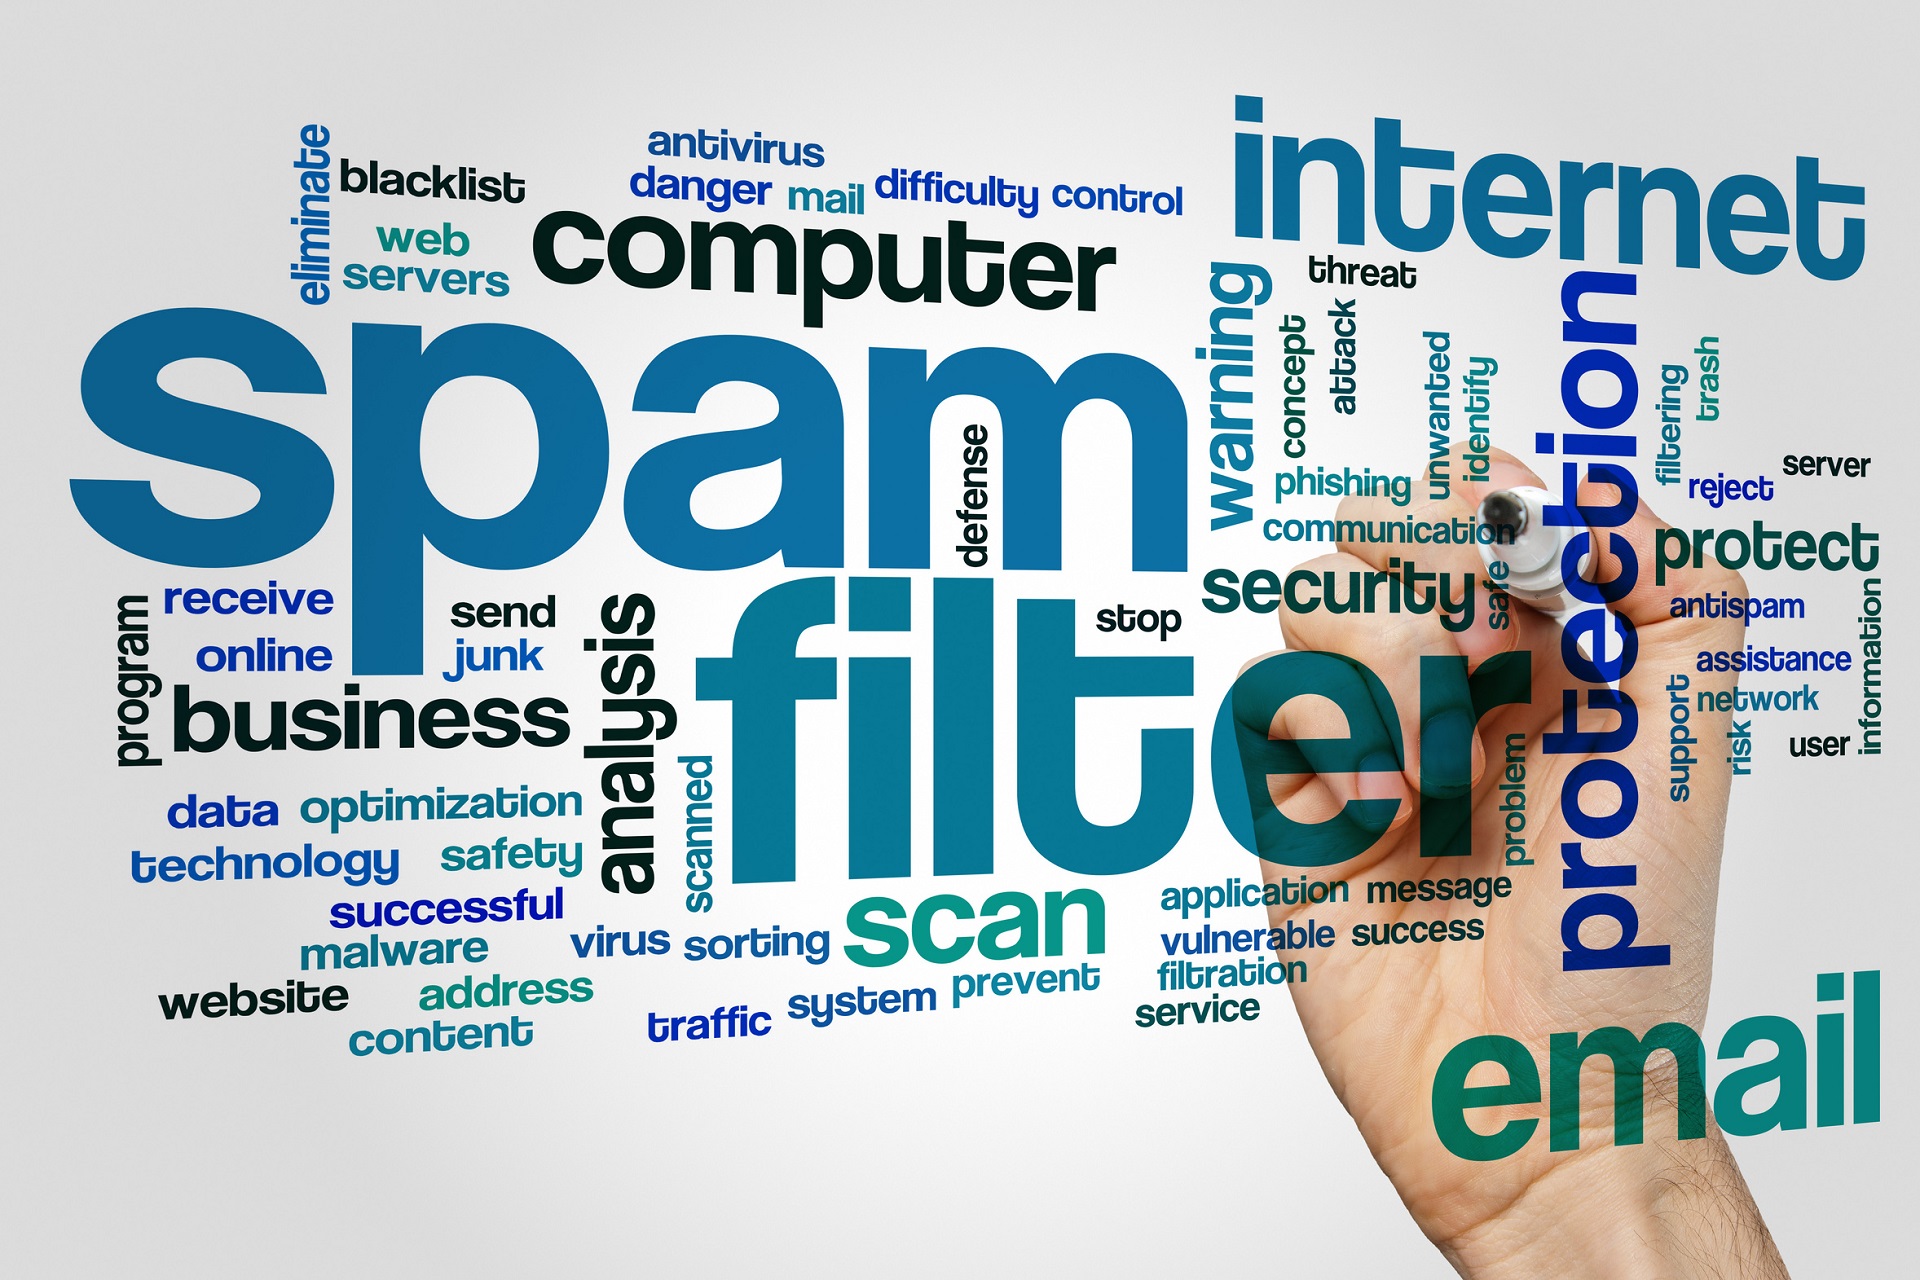 eliminate
blacklist
antivirus
danger
mail
difficulty
control
internet
web
servers
computer
threat
warning
concept
attack
unwanted
identify
protection
filtering
trash
spam
defense
phishing
reject
server
communication
protect
security
safe
antispam
information
assistance
network
support
risk
user
program
receive
send
online
junk
analysis
stop
filter
business
scanned
problem
data
optimization
technology
safety
successful
malware
virus
sorting
scan
application
message
vulnerable
success
filtration
service
website
address
content
traffic
system
prevent
email